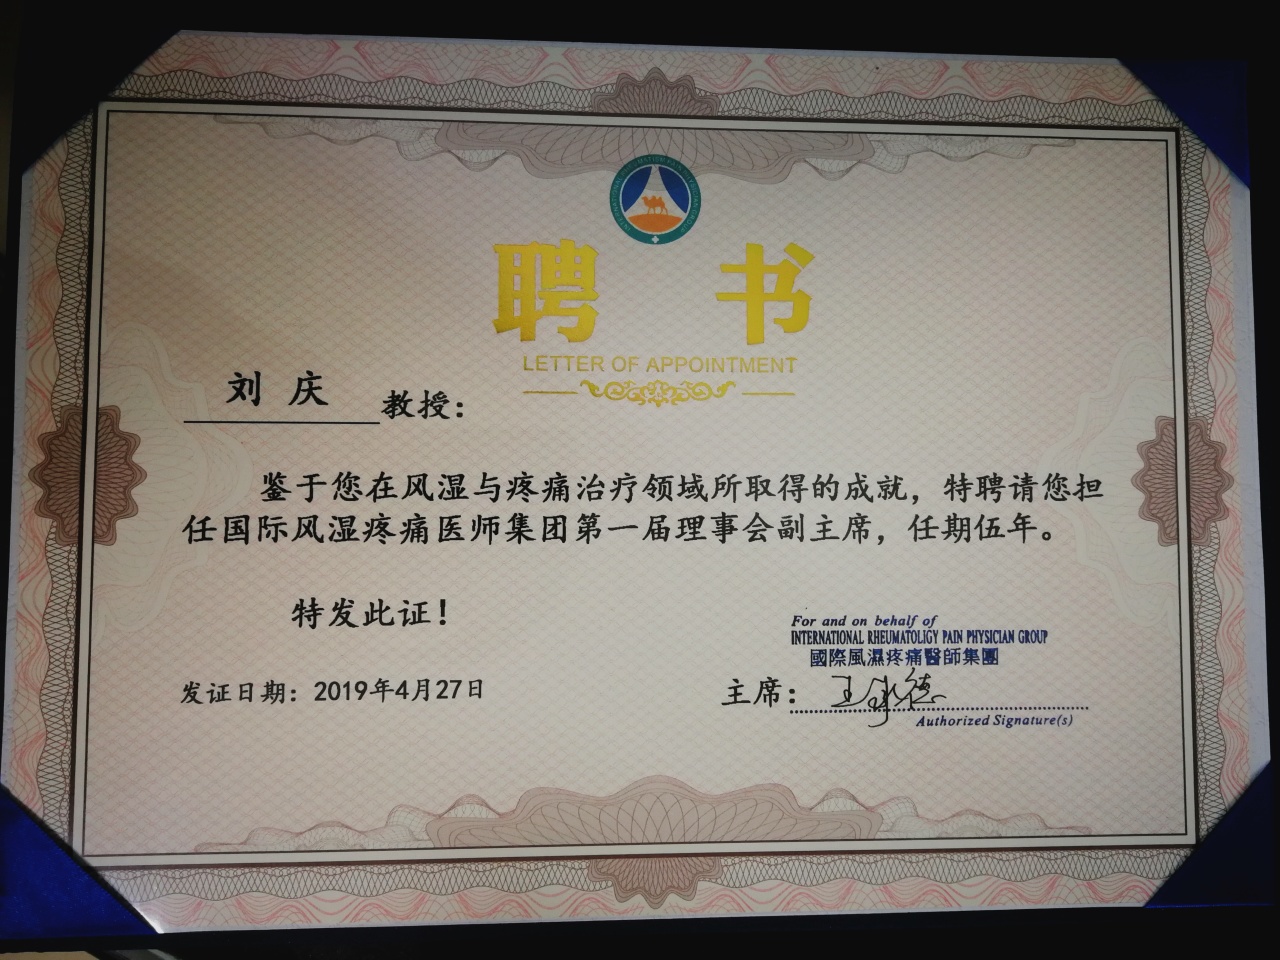 INTERNATIONAL RHEUMATISM PAIN PHYSICIAN GROUP
聘 书
LETTER OF APPOINTMENT
刘 庆 教授：
鉴于您在风湿与疼痛治疗领域所取得的成就，特聘请您担
任国际风湿疼痛医师集团第一届理事会副主席，任期伍年。
特发此证！
For and on behalf of
INTERNATIONAL RHEUMATOLIGY PAIN PHYSICIAN GROUP
國際風濕疼痛醫師集團
发证日期：2019年4月27日
主席：
Authorized Signature(s)